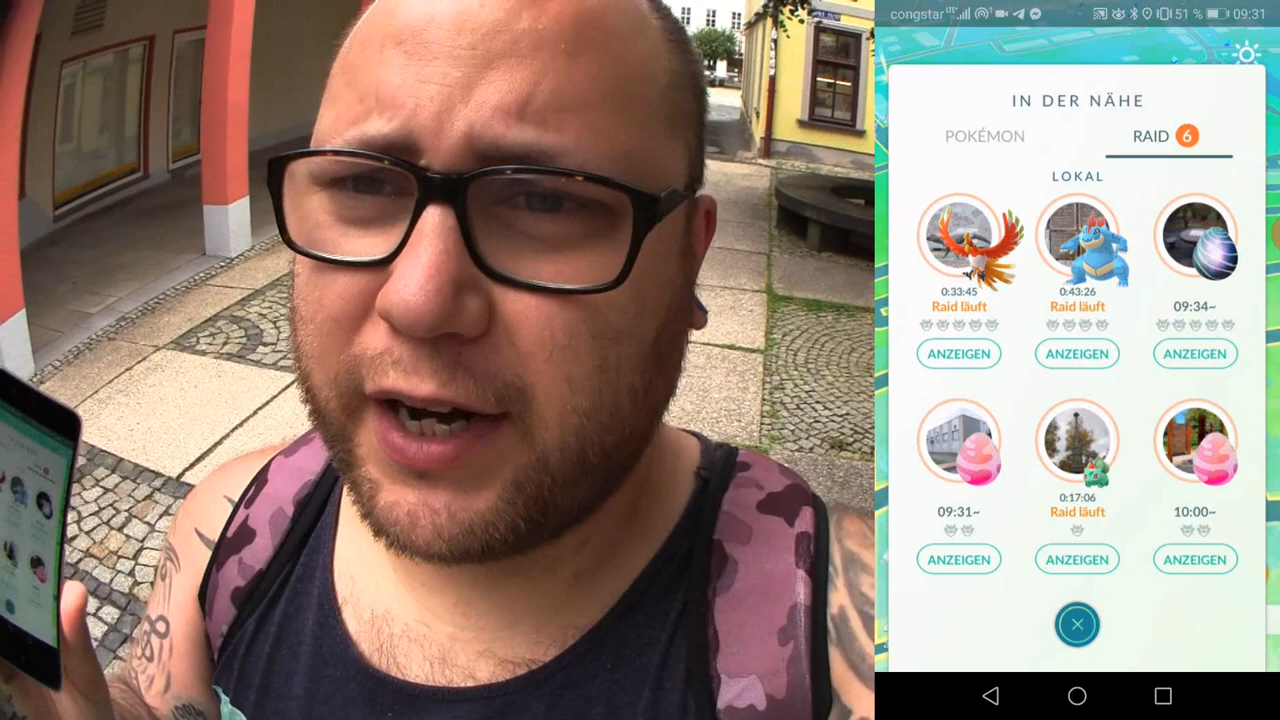 congstar LTE 51 % 09:31
IN DER NÄHE
POKÉMON RAID 6
LOKAL
0:33:45 0:43:26
Raid läuft Raid läuft 09:34~
ANZEIGEN ANZEIGEN ANZEIGEN
0:17:06
09:31~ Raid läuft 10:00~
ANZEIGEN ANZEIGEN ANZEIGEN